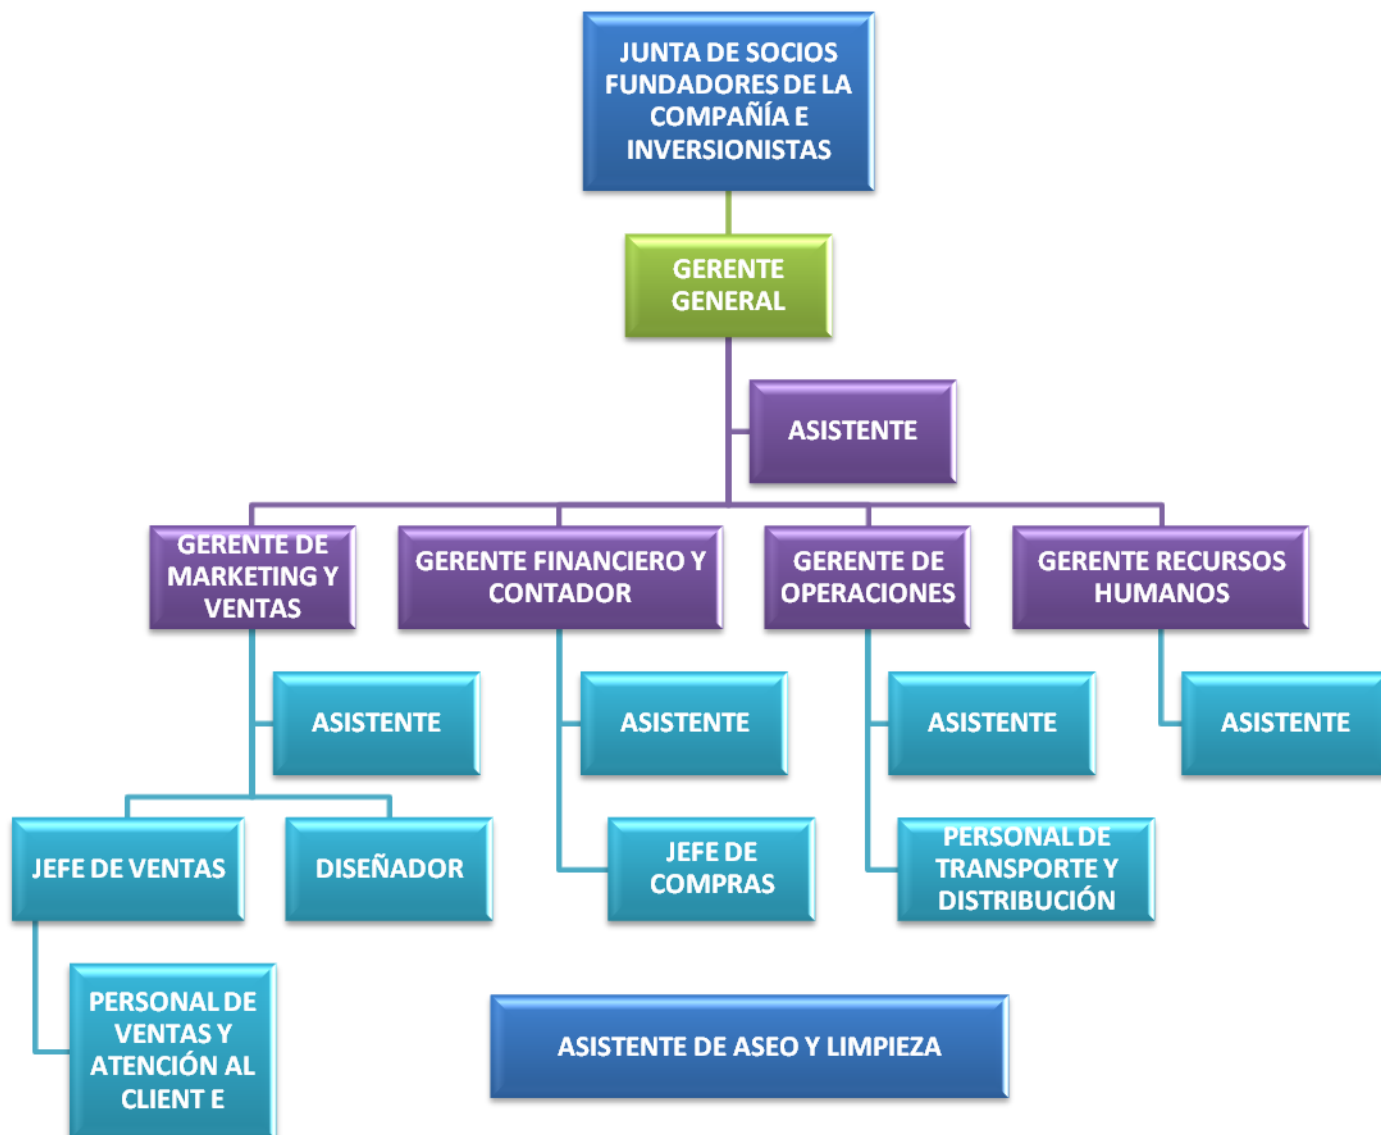 JUNTA DE SOCIOS
FUNDADORES DE LA
COMPAÑÍA E
INVERSIONISTAS
GERENTE
GENERAL
ASISTENTE
GERENTE DE
MARKETING Y
VENTAS
GERENTE FINANCIERO Y
CONTADOR
GERENTE DE
OPERACIONES
GERENTE RECURSOS
HUMANOS
ASISTENTE
ASISTENTE
ASISTENTE
ASISTENTE
JEFE DE VENTAS
DISEÑADOR
JEFE DE
COMPRAS
PERSONAL DE
TRANSPORTE Y
DISTRIBUCIÓN
PERSONAL DE
VENTAS Y
ATENCIÓN AL
CLIENT E
ASISTENTE DE ASEO Y LIMPIEZA